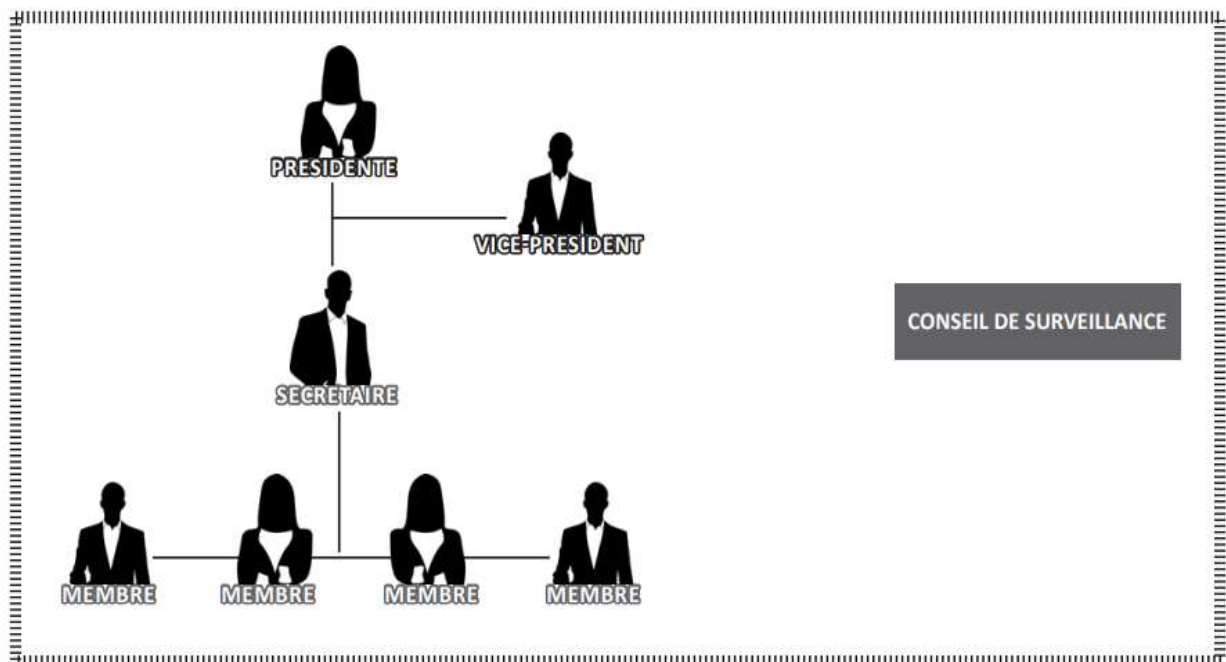 PRESIDENTE
VICE-PRESIDENT
CONSEIL DE SURVEILLANCE
SECRETAIRE
MEMBRE MEMBRE MEMBRE MEMBRE